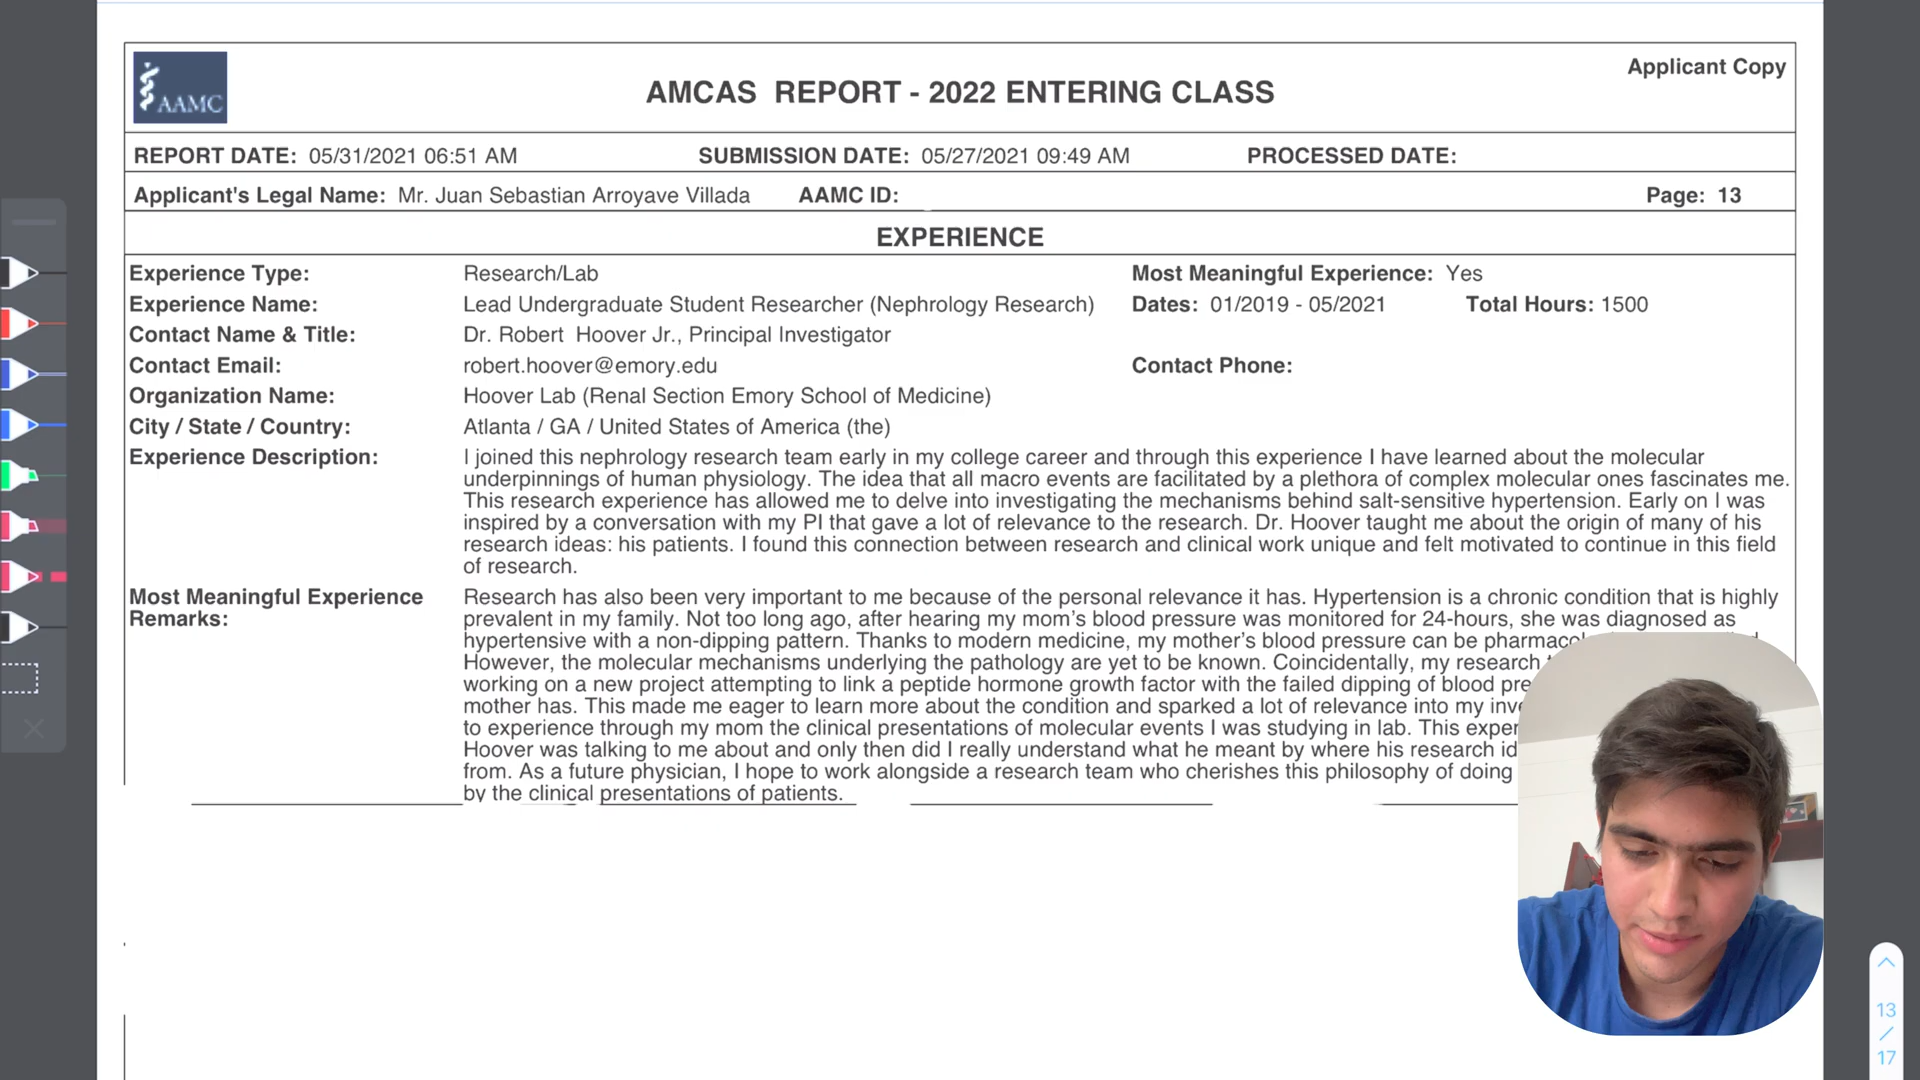 AAMC
AMCAS REPORT - 2022 ENTERING CLASS
Applicant Copy
REPORT DATE: 05/31/2021 06:51 AM SUBMISSION DATE: 05/27/2021 09:49 AM PROCESSED DATE:
Applicant's Legal Name: Mr. Juan Sebastian Arroyave Villada AAMC ID: Page: 13
EXPERIENCE
Experience Type: Research/Lab Most Meaningful Experience: Yes
Experience Name: Lead Undergraduate Student Researcher (Nephrology Research) Dates: 01/2019 - 05/2021 Total Hours: 1500
Contact Name & Title: Dr. Robert Hoover Jr., Principal Investigator
Contact Email: robert.hoover@emory.edu Contact Phone:
Organization Name: Hoover Lab (Renal Section Emory School of Medicine)
City / State / Country: Atlanta / GA / United States of America (the)
Experience Description: I joined this nephrology research team early in my college career and through this experience I have learned about the molecular
underpinnings of human physiology. The idea that all macro events are facilitated by a plethora of complex molecular ones fascinates me.
This research experience has allowed me to delve into investigating the mechanisms behind salt-sensitive hypertension. Early on I was
inspired by a conversation with my PI that gave a lot of relevance to the research. Dr. Hoover taught me about the origin of many of his
research ideas: his patients. I found this connection between research and clinical work unique and felt motivated to continue in this field
of research.
Most Meaningful Experience Research has also been very important to me because of the personal relevance it has. Hypertension is a chronic condition that is highly
Remarks: prevalent in my family. Not too long ago, after hearing my mom's blood pressure was monitored for 24-hours, she was diagnosed as
hypertensive with a non-dipping pattern. Thanks to modern medicine, my mother's blood pressure can be
However, the molecular mechanisms underlying the pathology are yet to be known. Coincidentally, my research
working on a new project attempting to link a peptide hormone growth factor with the failed dipping of blood
mother has. This made me eager to learn more about the condition and sparked a lot of relevance into my
to experience through my mom the clinical presentations of molecular events I was studying in lab. This
Hoover was talking to me about and only then did I really understand what he meant by where his research
from. As a future physician, I hope to work alongside a research team who cherishes this philosophy of doing
by the clinical presentations of patients.
13
/
17